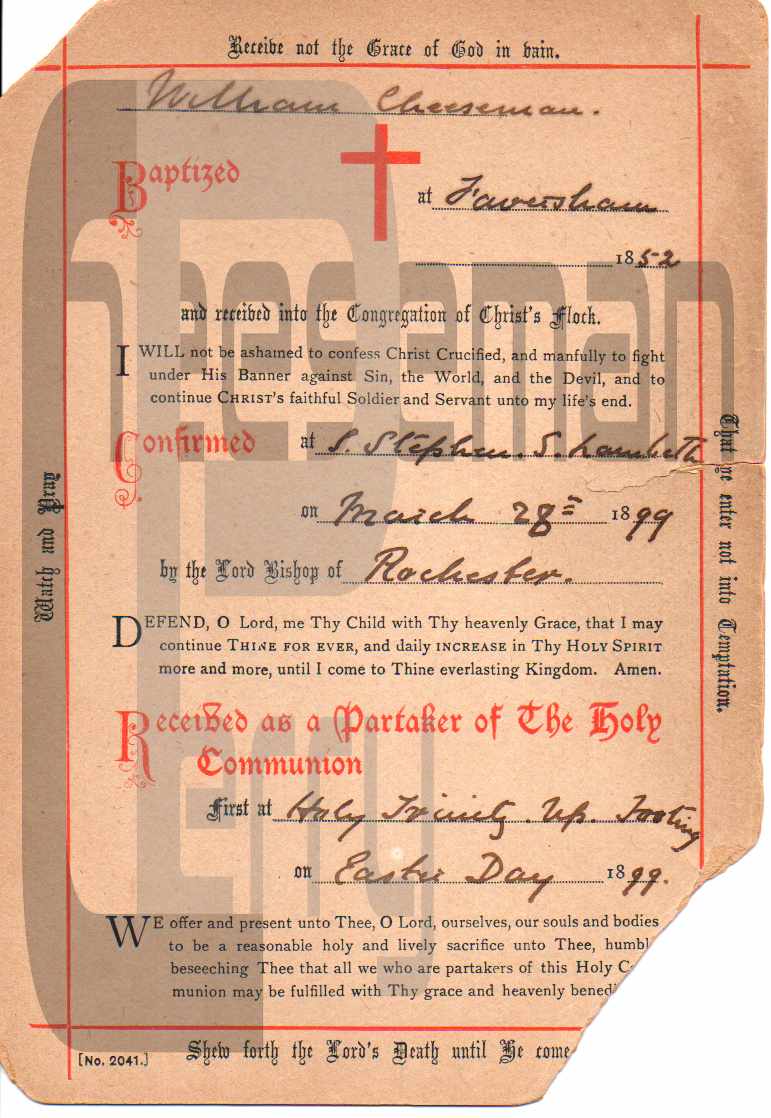 Receive not the Grace of God in vain.
William Cheeseman.
Baptized
at Faversham
1852
and received into the Congregation of Christ's Flock.
I WILL not be ashamed to confess Christ Crucified, and manfully to fight
under His Banner against Sin, the World, and the Devil, and to
continue CHRIST'S faithful Soldier and Servant unto my life's end.
Confirmed at S. Stephen. S. Lambeth
on March 28th 1899
by the Lord Bishop of Rochester.
DEFEND, O Lord, me Thy Child with Thy heavenly Grace, that I may
continue THINE FOR EVER, and daily INCREASE in Thy HOLY SPIRIT
more and more, until I come to Thine everlasting Kingdom. Amen.
Received as a Partaker of The Holy
Communion
First at Holy Trinity. Up. Tooting
on Easter Day 1899.
WE offer and present unto Thee, O Lord, ourselves, our souls and bodies
to be a reasonable holy and lively sacrifice unto Thee, humbl
beseeching Thee that all we who are partakers of this Holy C
munion may be fulfilled with Thy grace and heavenly bened
Shew forth the Lord's Death until He come
[No. 2041.]
Watch and Pray
That ye enter not into Temptation.
Cheeseman
Perry